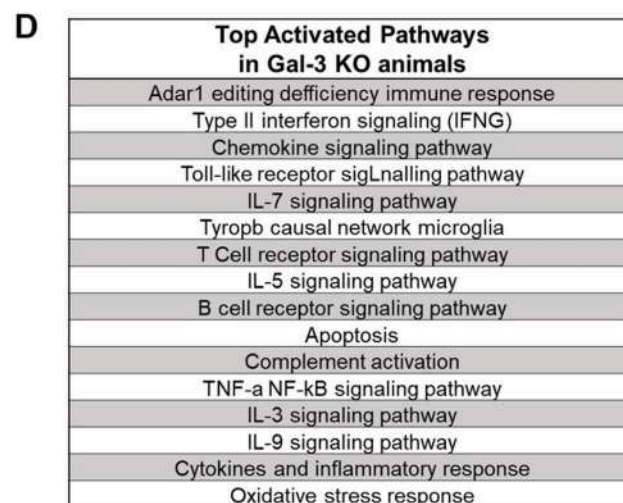 D
Top Activated Pathways
in Gal-3 KO animals
Adar1 editing defficiency immune response
Type II interferon signaling (IFNG)
Chemokine signaling pathway
Toll-like receptor sigLnalling pathway
IL-7 signaling pathway
Tyropb causal network microglia
T Cell receptor signaling pathway
IL-5 signaling pathway
B cell receptor signaling pathway
Apoptosis
Complement activation
TNF-a NF-kB signaling pathway
IL-3 signaling pathway
IL-9 signaling pathway
Cytokines and inflammatory response
Oxidative stress response